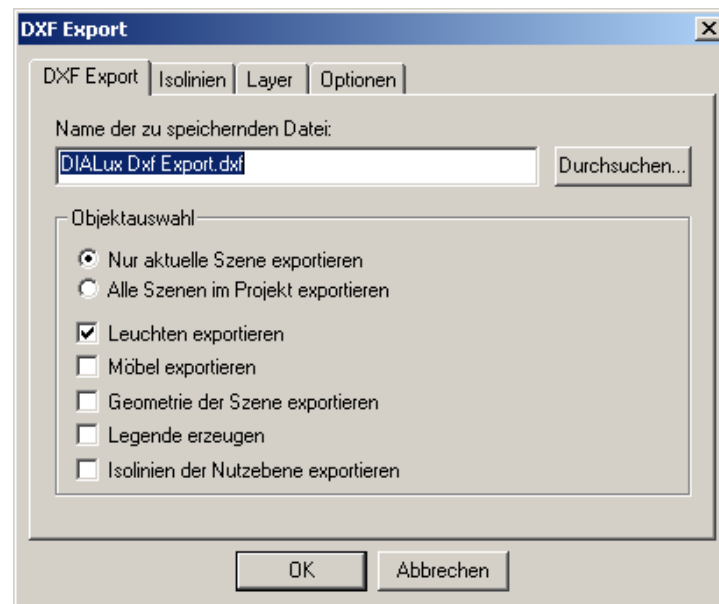 DXF Export
DXF Export Isolinien Layer Optionen
Name der zu speichernden Datei:
DIALux Dxf Export.dxf Durchsuchen...
Objektauswahl
Nur aktuelle Szene exportieren
Alle Szenen im Projekt exportieren
Leuchten exportieren
Möbel exportieren
Geometrie der Szene exportieren
Legende erzeugen
Isolinien der Nutzebene exportieren
OK Abbrechen